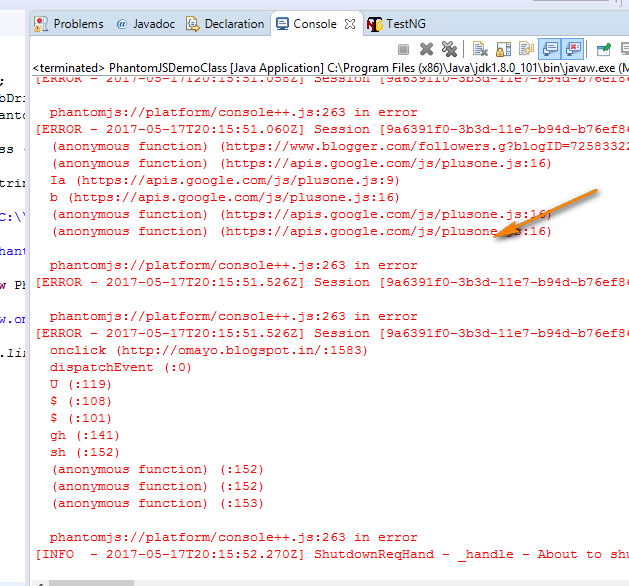 Problems @ Javadoc Declaration Console TestNG
<terminated> PhantomJSDemoClass [Java Application] C:\Program Files (x86)\Java\jdk1.8.0_101\bin\javaw.exe (M
[ERROR - 2017-05-17T20:15:51.058Z] Session [9a6391f0-3b3d-11e7-b94d-b76ef8
phantomjs://platform/console++.js:263 in error
[ERROR - 2017-05-17T20:15:51.060Z] Session [9a6391f0-3b3d-11e7-b94d-b76ef8
(anonymous function) (https://www.blogger.com/followers.g?blogID=72583322
(anonymous function) (https://apis.google.com/js/plusone.js:16)
Ia (https://apis.google.com/js/plusone.js:9)
b (https://apis.google.com/js/plusone.js:16)
(anonymous function) (https://apis.google.com/js/plusone.js:16)
(anonymous function) (https://apis.google.com/js/plusone.js:16)
phantomjs://platform/console++.js:263 in error
[ERROR - 2017-05-17T20:15:51.526Z] Session [9a6391f0-3b3d-11e7-b94d-b76ef8
phantomjs://platform/console++.js:263 in error
[ERROR - 2017-05-17T20:15:51.526Z] Session [9a6391f0-3b3d-11e7-b94d-b76ef8
onclick (http://omayo.blogspot.in/:1583)
dispatchEvent (:0)
U (:119)
$ (:108)
$ (:101)
gh (:141)
sh (:152)
(anonymous function) (:152)
(anonymous function) (:152)
(anonymous function) (:153)
phantomjs://platform/console++.js:263 in error
[INFO  - 2017-05-17T20:15:52.270Z] ShutdownReqHand - _handle - About to shu